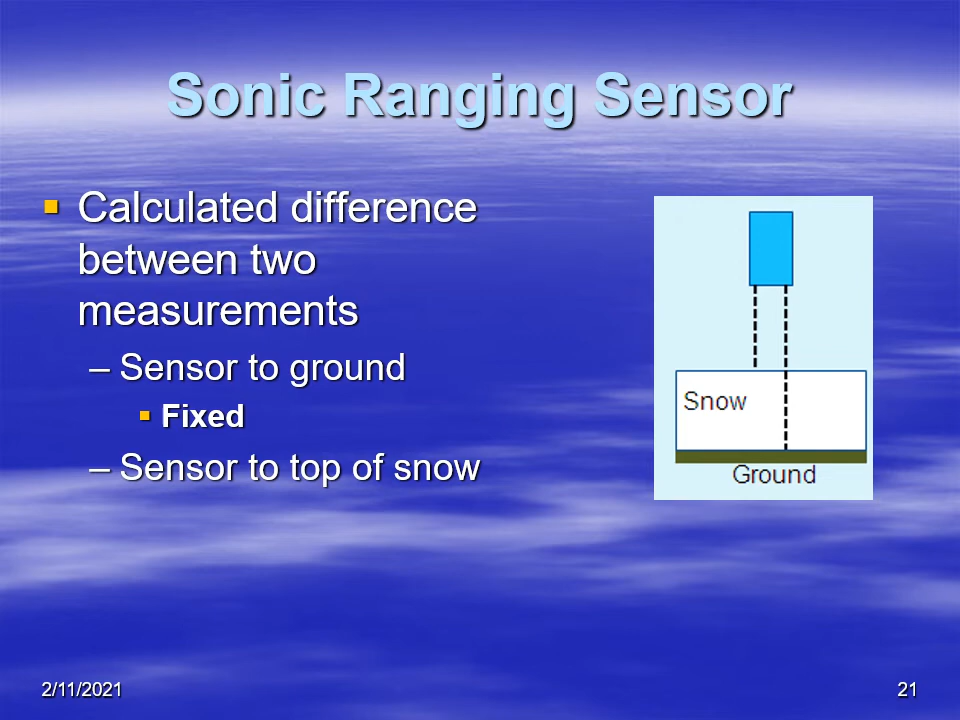 Sonic Ranging Sensor
▪ Calculated difference
between two
measurements
– Sensor to ground
▪ Fixed
– Sensor to top of snow
Snow
Ground
2/11/2021
21